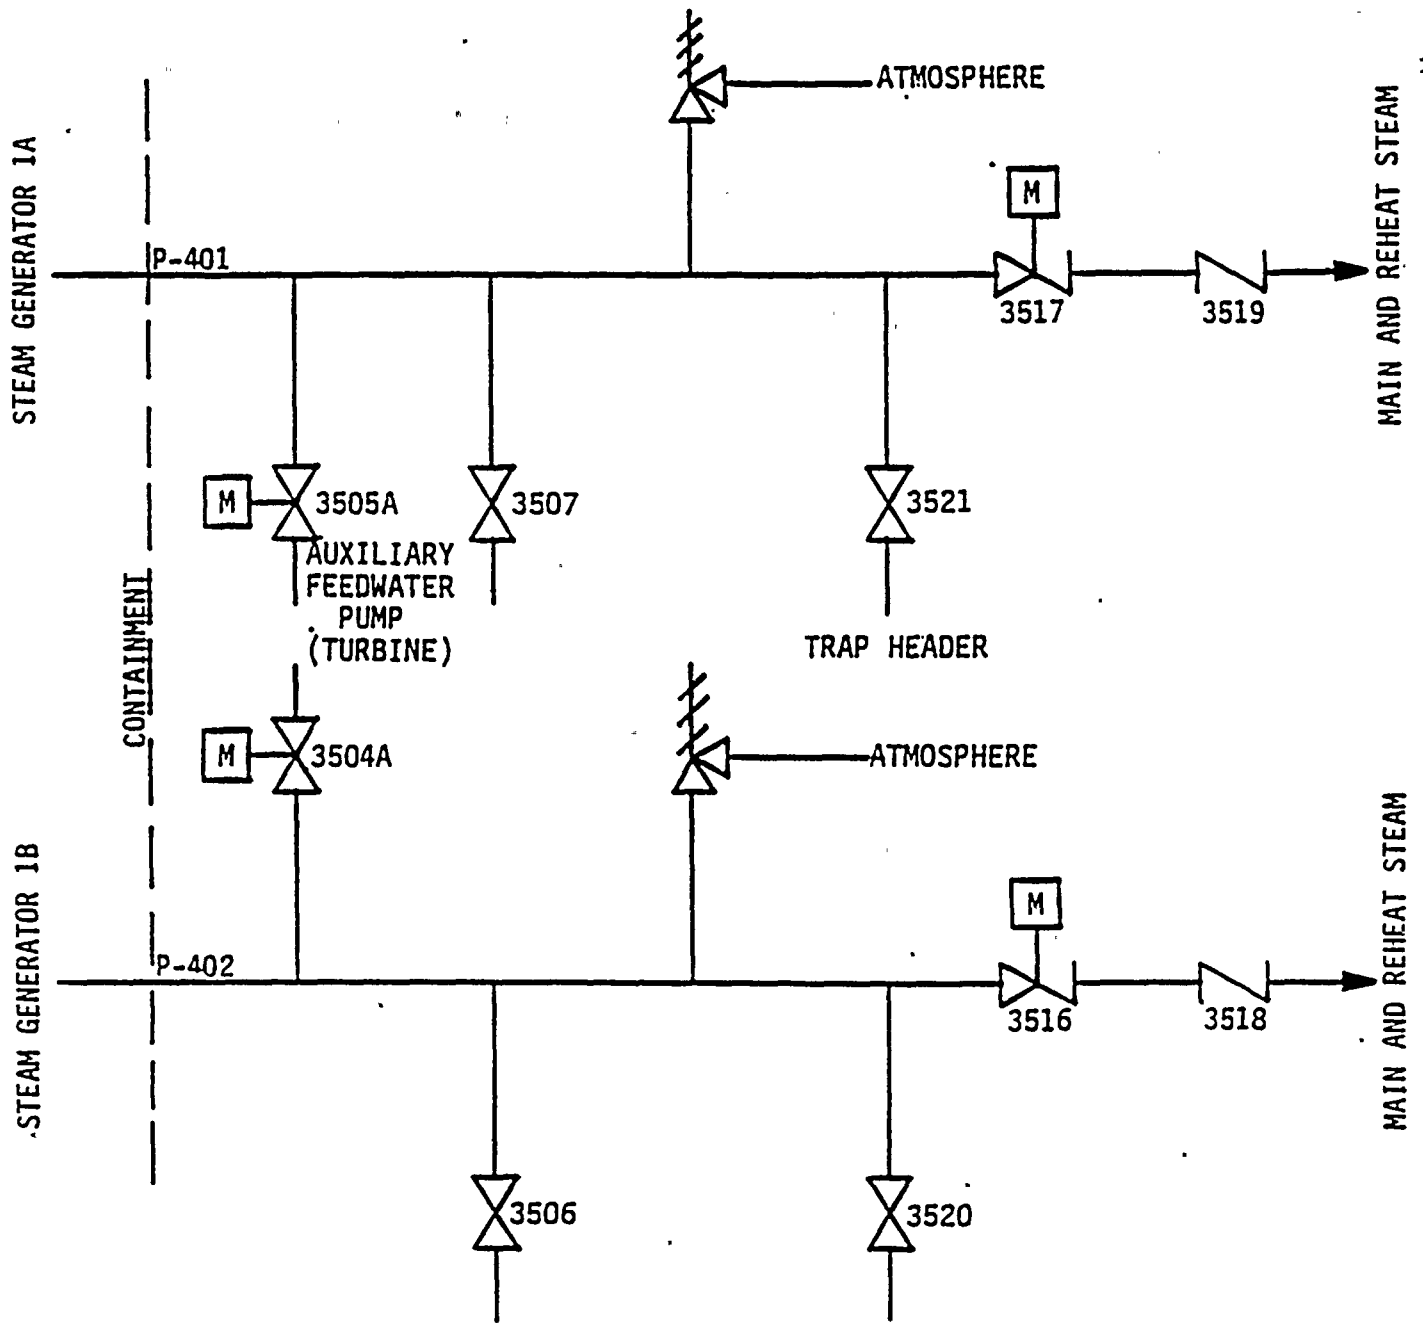 ATMOSPHERE
M
STEAM GENERATOR 1A
P-401
3517
3519
MAIN AND REHEAT STEAM
M
3505A
3507
3521
AUXILIARY
FEEDWATER
PUMP
(TURBINE)
TRAP HEADER
CONTAINMENT
M
3504A
ATMOSPHERE
STEAM GENERATOR 1B
M
P-402
3516
3518
MAIN AND REHEAT STEAM
3506
3520